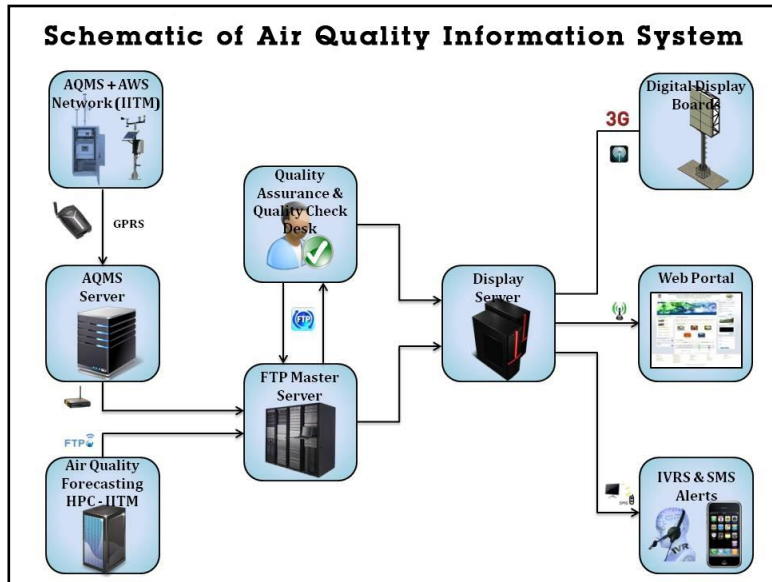 Schematic of Air Quality Information System
AQMS + AWS
Network (IITM)
GPRS
AQMS
Server
FTP
Air Quality
Forecasting
HPC - IITM
Quality
Assurance &
Quality Check
Desk
FTP
FTP Master
Server
Display
Server
3G
Digital Display
Boards
Web Portal
SMS
IVRS & SMS
Alerts
IVR